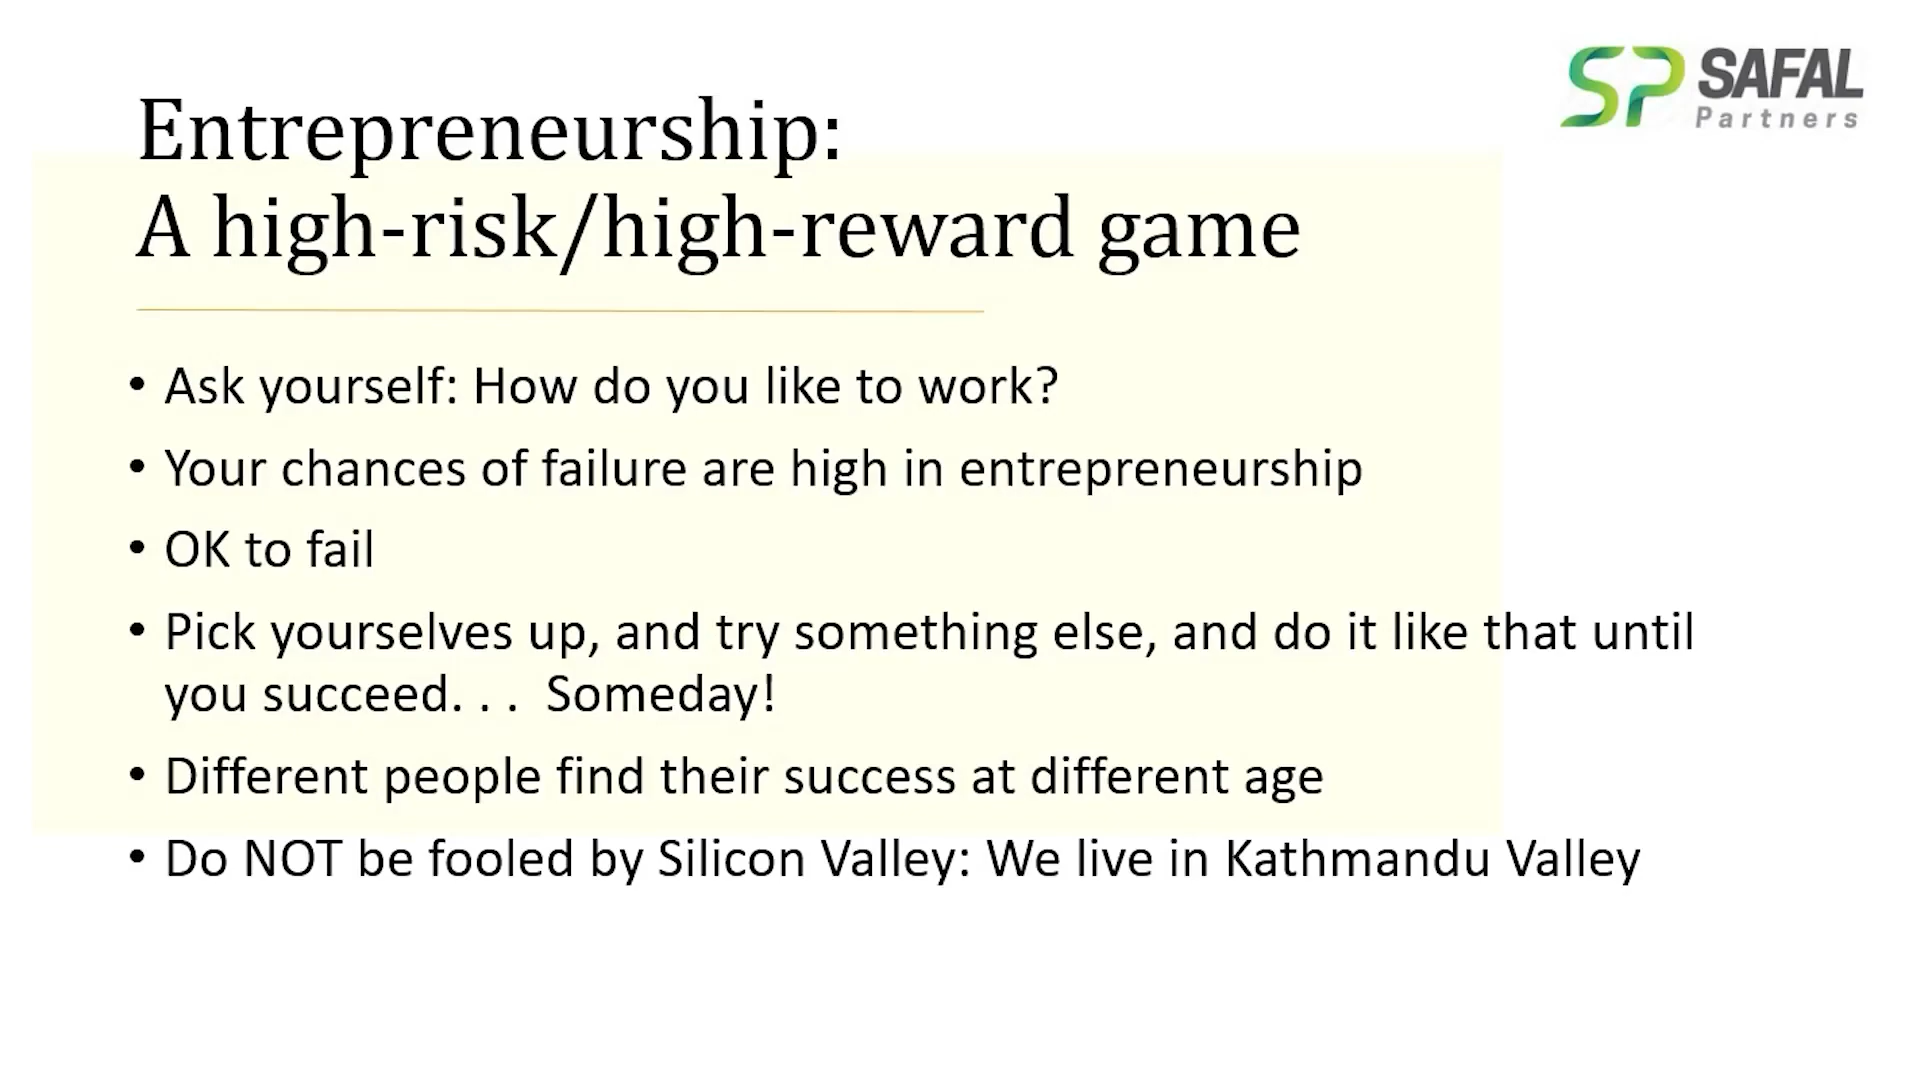 SP SAFAL
Partners
Entrepreneurship:
A high-risk/high-reward game
• Ask yourself: How do you like to work?
• Your chances of failure are high in entrepreneurship
• OK to fail
• Pick yourselves up, and try something else, and do it like that until
you succeed. . .  Someday!
• Different people find their success at different age
• Do NOT be fooled by Silicon Valley: We live in Kathmandu Valley